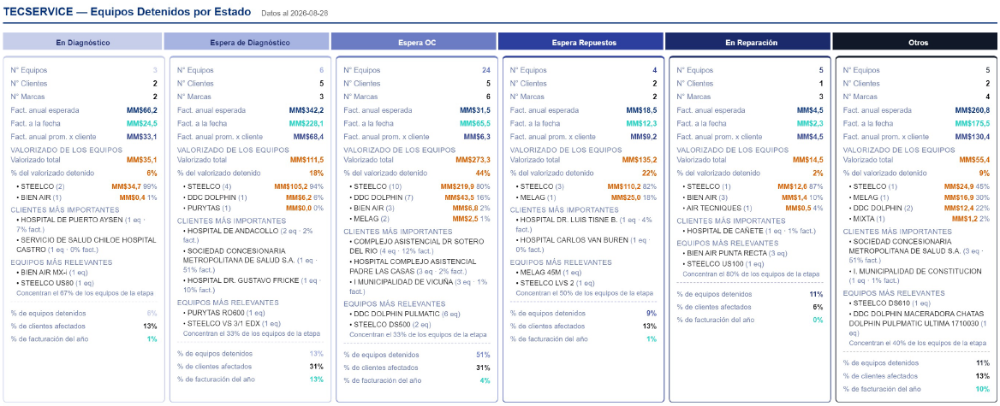 TECSERVICE — Equipos Detenidos por Estado Datos al 2026-08-28
En Diagnóstico
N° Equipos 3
N° Clientes 2
N° Marcas 2
Fact. anual esperada MM$66,2
Fact. a la fecha MM$24,5
Fact. anual prom. x cliente MM$33,1
VALORIZADO DE LOS EQUIPOS
Valorizado total MM$35,1
% del valorizado detenido 6%
• STEELCO (2) MM$34,7 99%
• BIEN AIR (1) MM$0,4 1%
CLIENTES MÁS IMPORTANTES
• HOSPITAL DE PUERTO AYSEN (1 eq ·
7% fact.)
• SERVICIO DE SALUD CHILOE HOSPITAL
CASTRO (1 eq · 0% fact.)
EQUIPOS MÁS RELEVANTES
• BIEN AIR MX-i (1 eq)
• STEELCO US80 (1 eq)
Concentran el 67% de los equipos de la etapa
% de equipos detenidos 6%
% de clientes afectados 13%
% de facturación del año 1%
Espera de Diagnóstico
N° Equipos 6
N° Clientes 5
N° Marcas 3
Fact. anual esperada MM$342,2
Fact. a la fecha MM$228,1
Fact. anual prom. x cliente MM$68,4
VALORIZADO DE LOS EQUIPOS
Valorizado total MM$111,5
% del valorizado detenido 18%
• STEELCO (4) MM$105,2 94%
• DDC DOLPHIN (1) MM$6,2 6%
• PURYTAS (1) MM$0,0 0%
CLIENTES MÁS IMPORTANTES
• HOSPITAL DE ANDACOLLO (2 eq · 2%
fact.)
• SOCIEDAD CONCESIONARIA
METROPOLITANA DE SALUD S.A. (1 eq ·
51% fact.)
• HOSPITAL DR. GUSTAVO FRICKE (1 eq ·
10% fact.)
EQUIPOS MÁS RELEVANTES
• PURYTAS RO600 (1 eq)
• STEELCO VS 3/1 EDX (1 eq)
Concentran el 33% de los equipos de la etapa
% de equipos detenidos 13%
% de clientes afectados 31%
% de facturación del año 13%
Espera OC
N° Equipos 24
N° Clientes 5
N° Marcas 6
Fact. anual esperada MM$31,5
Fact. a la fecha MM$65,5
Fact. anual prom. x cliente MM$6,3
VALORIZADO DE LOS EQUIPOS
Valorizado total MM$273,3
% del valorizado detenido 44%
• STEELCO (10) MM$219,9 80%
• DDC DOLPHIN (7) MM$43,5 16%
• BIEN AIR (3) MM$6,8 2%
• MELAG (2) MM$2,5 1%
CLIENTES MÁS IMPORTANTES
• COMPLEJO ASISTENCIAL DR SOTERO
DEL RIO (4 eq · 12% fact.)
• HOSPITAL COMPLEJO ASISTENCIAL
PADRE LAS CASAS (3 eq · 2% fact.)
• I MUNICIPALIDAD DE VICUÑA (3 eq · 1%
fact.)
EQUIPOS MÁS RELEVANTES
• DDC DOLPHIN PULMATIC (6 eq)
• STEELCO DS500 (2 eq)
Concentran el 33% de los equipos de la etapa
% de equipos detenidos 51%
% de clientes afectados 31%
% de facturación del año 4%
Espera Repuestos
N° Equipos 4
N° Clientes 2
N° Marcas 2
Fact. anual esperada MM$18,5
Fact. a la fecha MM$12,3
Fact. anual prom. x cliente MM$9,2
VALORIZADO DE LOS EQUIPOS
Valorizado total MM$135,2
% del valorizado detenido 22%
• STEELCO (3) MM$110,2 82%
• MELAG (1) MM$25,0 18%
CLIENTES MÁS IMPORTANTES
• HOSPITAL DR. LUIS TISNE B. (1 eq · 4%
fact.)
• HOSPITAL CARLOS VAN BUREN (1 eq ·
0% fact.)
EQUIPOS MÁS RELEVANTES
• MELAG 45M (1 eq)
• STEELCO LVS 2 (1 eq)
Concentran el 50% de los equipos de la etapa
% de equipos detenidos 9%
% de clientes afectados 13%
% de facturación del año 1%
En Reparación
N° Equipos 5
N° Clientes 1
N° Marcas 3
Fact. anual esperada MM$4,5
Fact. a la fecha MM$2,3
Fact. anual prom. x cliente MM$4,5
VALORIZADO DE LOS EQUIPOS
Valorizado total MM$14,5
% del valorizado detenido 2%
• STEELCO (1) MM$12,6 87%
• BIEN AIR (3) MM$1,4 10%
• AIR TECNIQUES (1) MM$0,5 4%
CLIENTES MÁS IMPORTANTES
• HOSPITAL DE CAÑETE (1 eq · 1% fact.)
EQUIPOS MÁS RELEVANTES
• BIEN AIR PUNTA RECTA (3 eq)
• STEELCO US100 (1 eq)
Concentran el 80% de los equipos de la etapa
% de equipos detenidos 11%
% de clientes afectados 6%
% de facturación del año 0%
Otros
N° Equipos 5
N° Clientes 2
N° Marcas 4
Fact. anual esperada MM$260,8
Fact. a la fecha MM$175,5
Fact. anual prom. x cliente MM$130,4
VALORIZADO DE LOS EQUIPOS
Valorizado total MM$55,4
% del valorizado detenido 9%
• STEELCO (1) MM$24,9 45%
• MELAG (1) MM$16,9 30%
• DDC DOLPHIN (2) MM$12,4 22%
• MIXTA (1) MM$1,2 2%
CLIENTES MÁS IMPORTANTES
• SOCIEDAD CONCESIONARIA
METROPOLITANA DE SALUD S.A. (3 eq ·
51% fact.)
• I. MUNICIPALIDAD DE CONSTITUCION
(1 eq · 1% fact.)
EQUIPOS MÁS RELEVANTES
• STEELCO DS610 (1 eq)
• DDC DOLPHIN MACERADORA CHATAS
DOLPHIN PULPMATIC ULTIMA 1710030 (1
eq)
Concentran el 40% de los equipos de la etapa
% de equipos detenidos 11%
% de clientes afectados 13%
% de facturación del año 10%